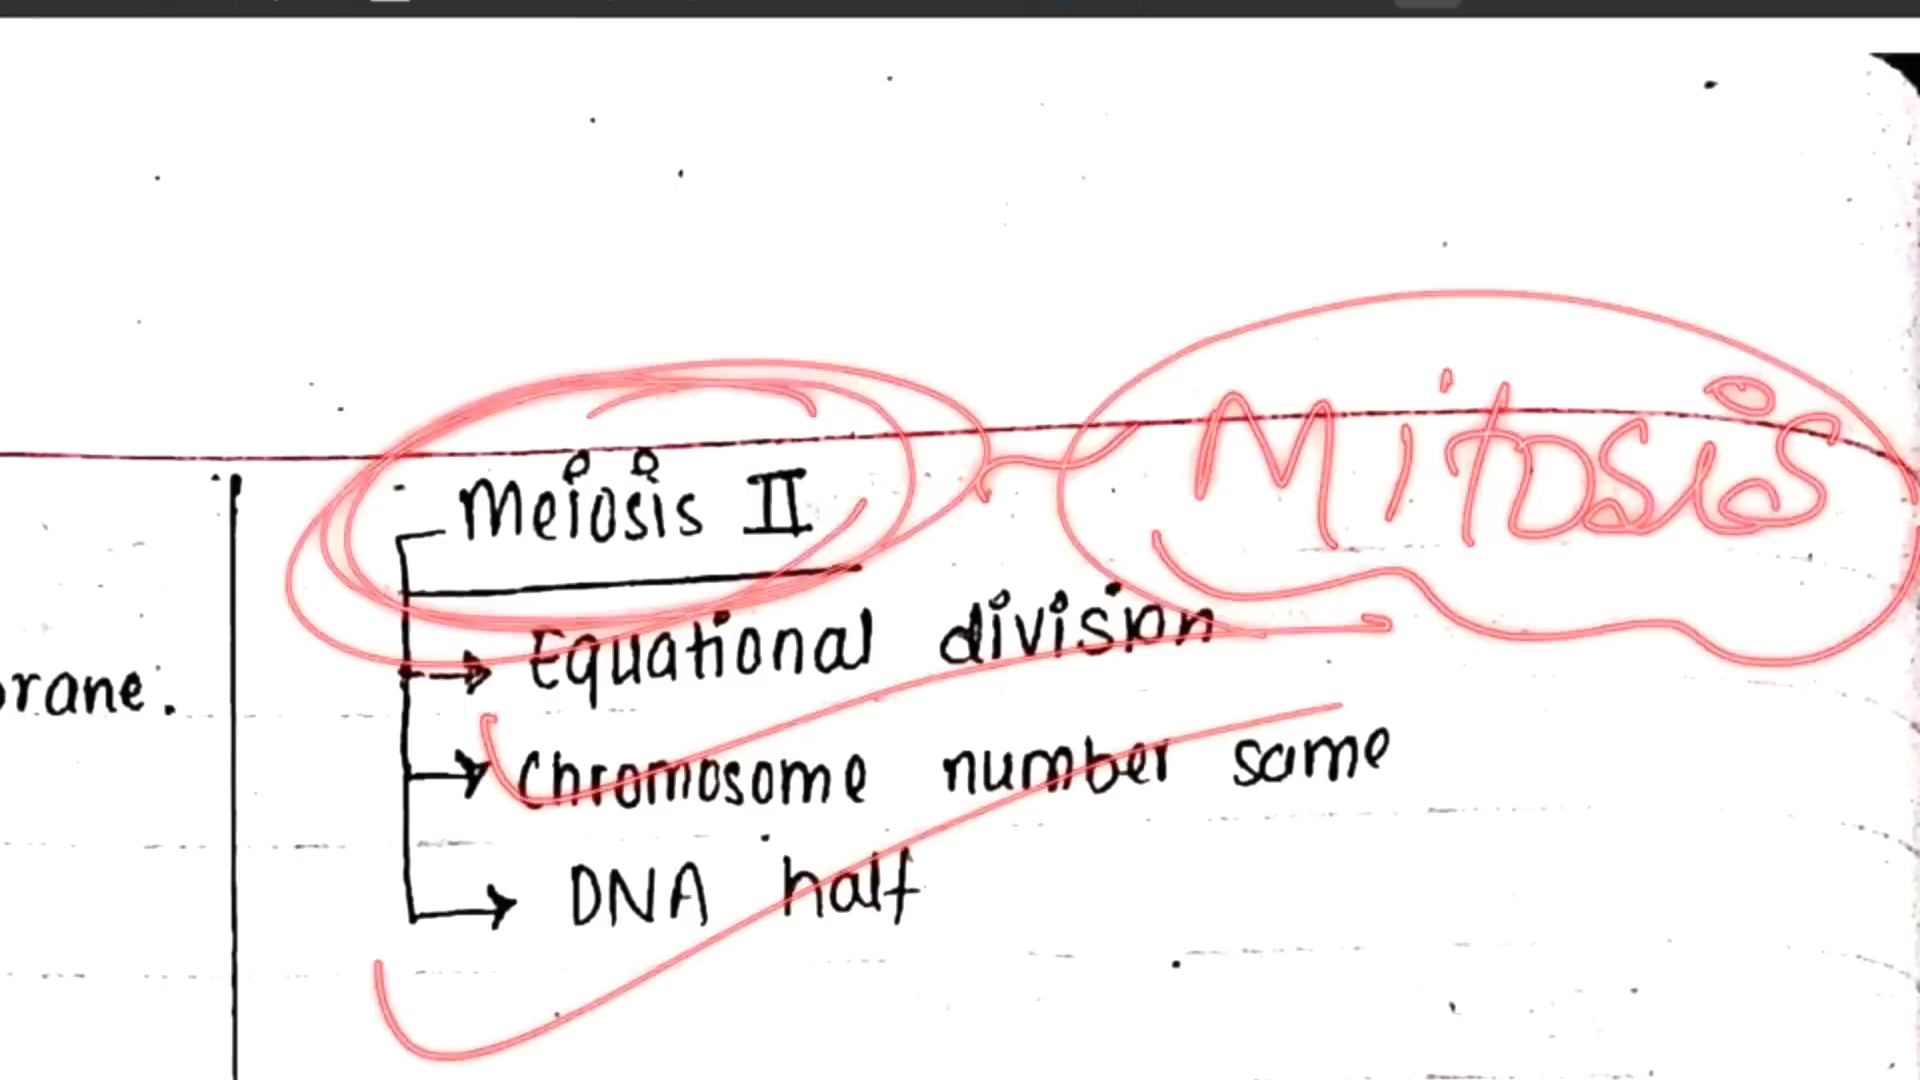 Mitosis
Meiosis II
Equational division
rane.
Chromosome number same
DNA half